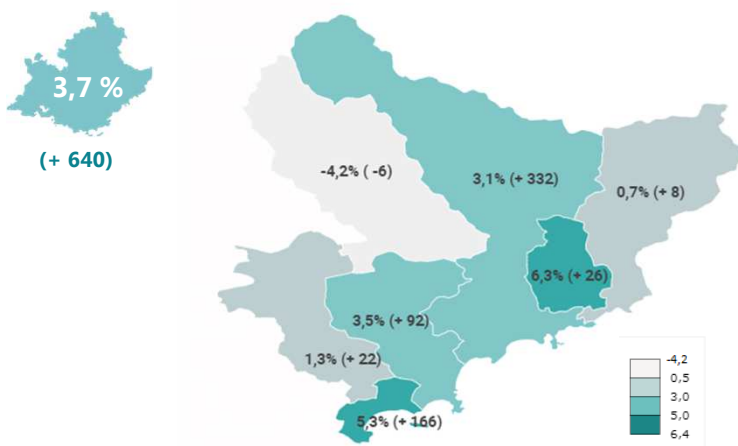 3,7 %
(+ 640)
-4,2% ( -6)
3,1% (+ 332)
0,7% (+ 8)
6,3% (+ 26)
3,5% (+ 92)
1,3% (+ 22)
5,3% (+ 166)
-4,2
0,5
3,0
5,0
6,4